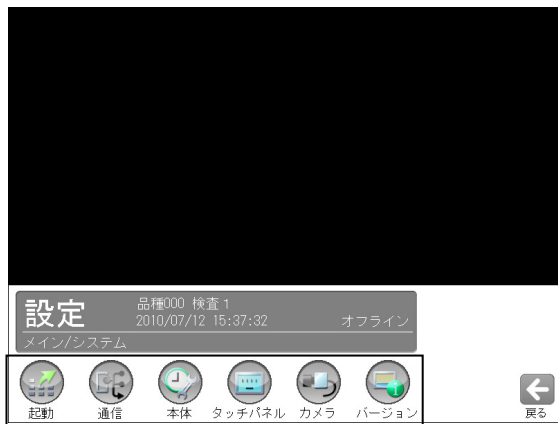 設定
品種000 検査1
2010/07/12 15:37:32 オフライン
メイン/システム
起動 通信 本体 タッチパネル カメラ バージョン 戻る